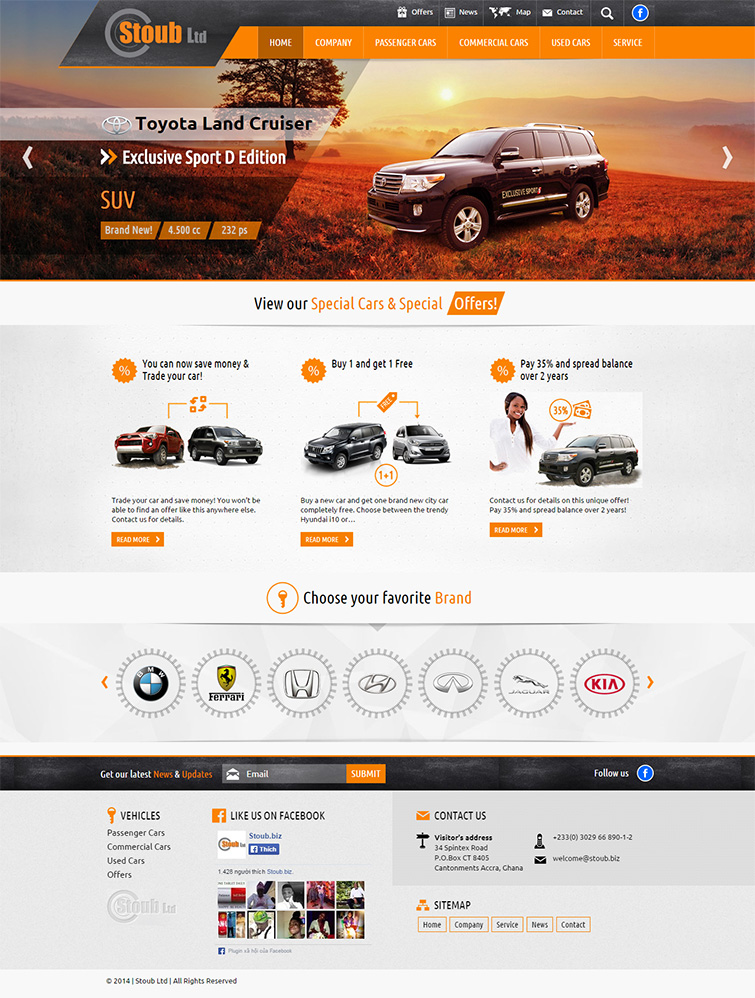 Offers
News
Map
Contact
Stoub Ltd
HOME
COMPANY
PASSENGER CARS
COMMERCIAL CARS
USED CARS
SERVICE
Toyota Land Cruiser
Exclusive Sport D Edition
SUV
Brand New!
4.500 cc
232 ps
EXCLUSIVE SPORT
View our Special Cars & Special Offers!
%
You can now save money &
Trade your car!
%
Buy 1 and get 1 Free
%
Pay 35% and spread balance
over 2 years
FREE
1+1
35%
Trade your car and save money! You won't be
able to find an offer like this anywhere else.
Contact us for details.
READ MORE
Buy a new car and get one brand new city car
completely free. Choose between the trendy
Hyundai i10 or...
READ MORE
Contact us for details on this unique offer!
Pay 35% and spread balance over 2 years!
READ MORE
Choose your favorite Brand
BMW
Ferrari
JAGUAR
KIA
Get our latest News & Updates
Email
SUBMIT
Follow us
VEHICLES
Passenger Cars
Commercial Cars
Used Cars
Offers
Stoub Ltd
LIKE US ON FACEBOOK
Stoub Ltd
Stoub.biz
Thích
1.428 người thích Stoub.biz.
Plugin xã hội của Facebook
CONTACT US
Visitor's address
34 Spintex Road
P.O.Box CT 8405
Cantonments Accra, Ghana
+233(0) 3029 66 890-1-2
welcome@stoub.biz
SITEMAP
Home
Company
Service
News
Contact
© 2014 | Stoub Ltd | All Rights Reserved